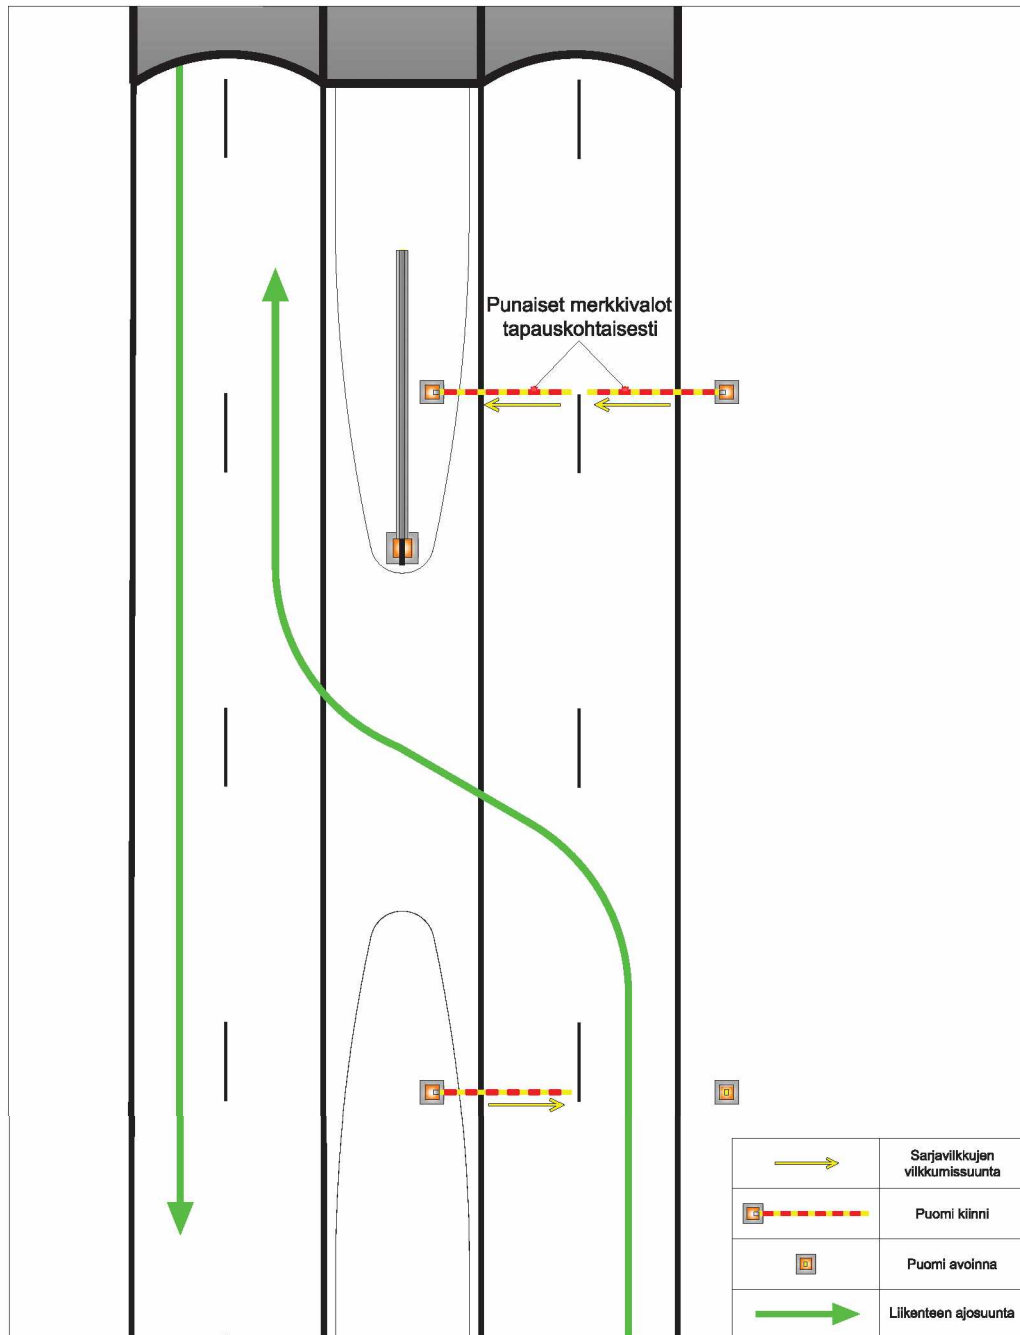 Punaiset merkkivalot
tapauskohtaisesti
Sarjavilkkujen
vilkkumissuunta
Puomi kiinni
Puomi avoinna
Liikenteen ajosuunta